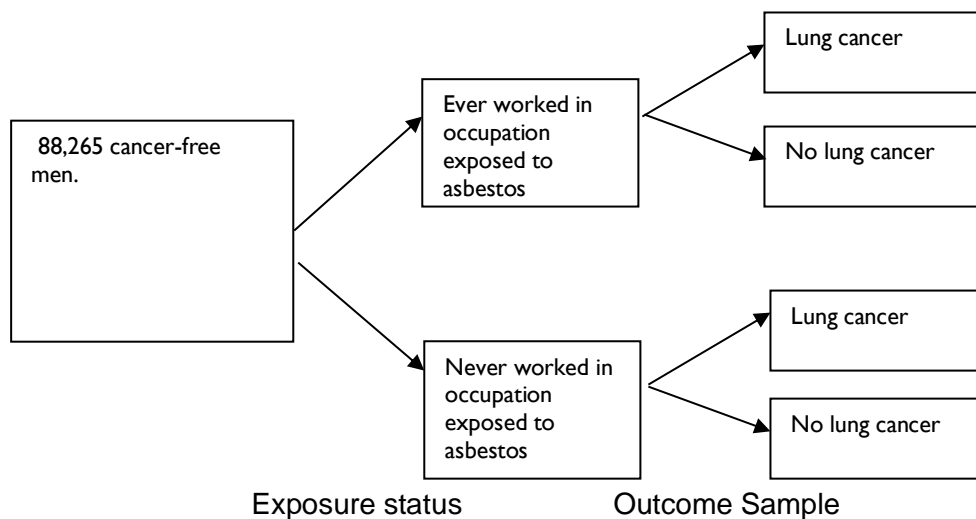 88,265 cancer-free
men.
Ever worked in
occupation
exposed to
asbestos
Lung cancer
No lung cancer
Never worked in
occupation
exposed to
asbestos
Lung cancer
No lung cancer
Exposure status
Outcome Sample